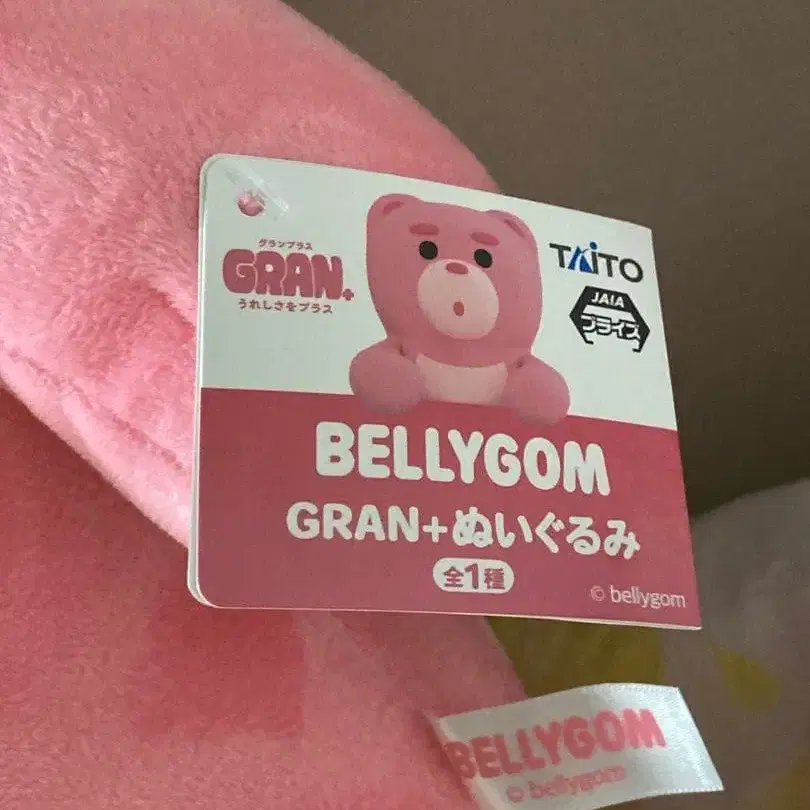 グランプラス
GRAN+
うれしさをプラス
TAITO
JAIA
プライズ
BELLYGOM
GRAN+ぬいぐるみ
全1種
© bellygom
BELLYGOM
© bellygom